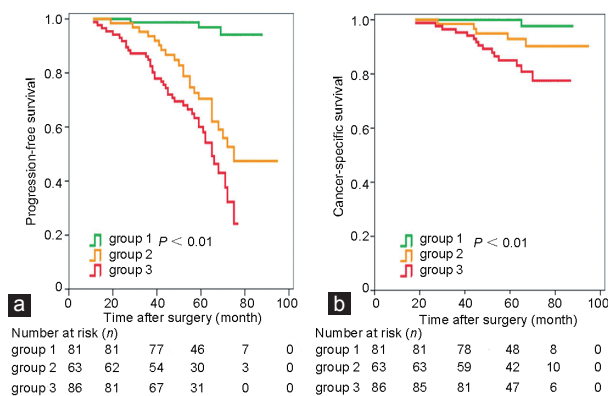 Progression-free survival
1.0
0.8
0.6
0.4
0.2
0
group 1
group 2
group 3
P < 0.01
0 20 40 60 80 100
Time after surgery (month)
a
Number at risk (n)
group 1 81 81 77 46 7 0
group 2 63 62 54 30 3 0
group 3 86 81 67 31 0 0
Cancer-specific survival
1.0
0.8
0.6
0.4
0.2
0
group 1
group 2
group 3
P < 0.01
0 20 40 60 80 100
Time after surgery (month)
b
Number at risk (n)
group 1 81 81 78 48 8 0
group 2 63 63 59 42 10 0
group 3 86 85 81 47 6 0